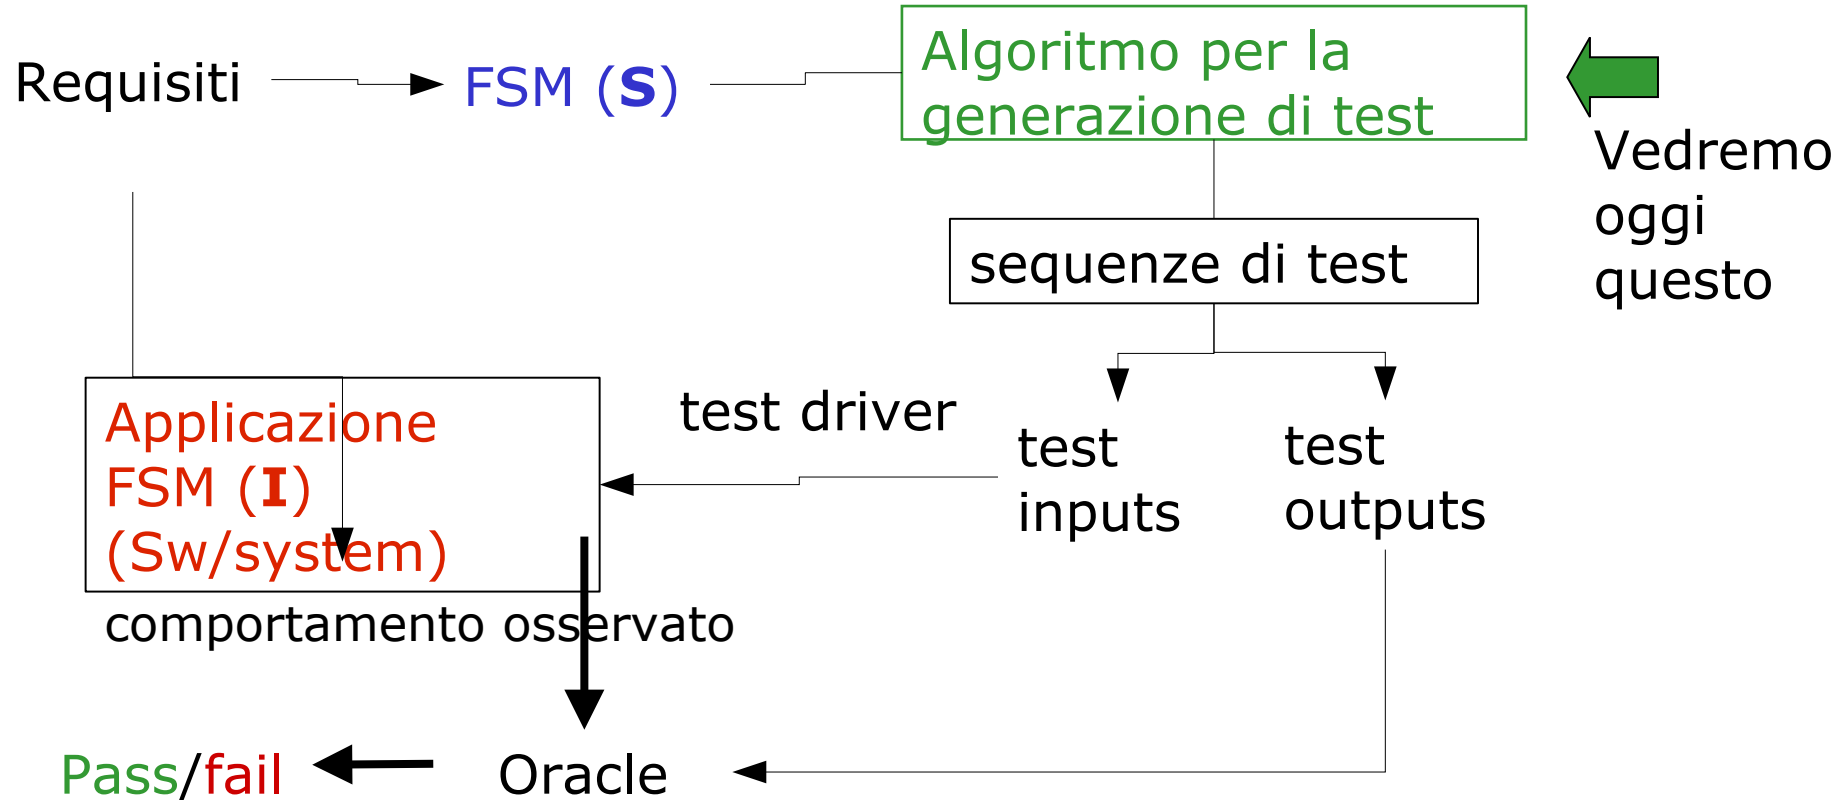 Requisiti
FSM (S)
Algoritmo per la
generazione di test
Vedremo
oggi
questo
sequenze di test
Applicazione
FSM (I)
(Sw/system)
test driver
test
inputs
test
outputs
comportamento osservato
Pass/fail
Oracle